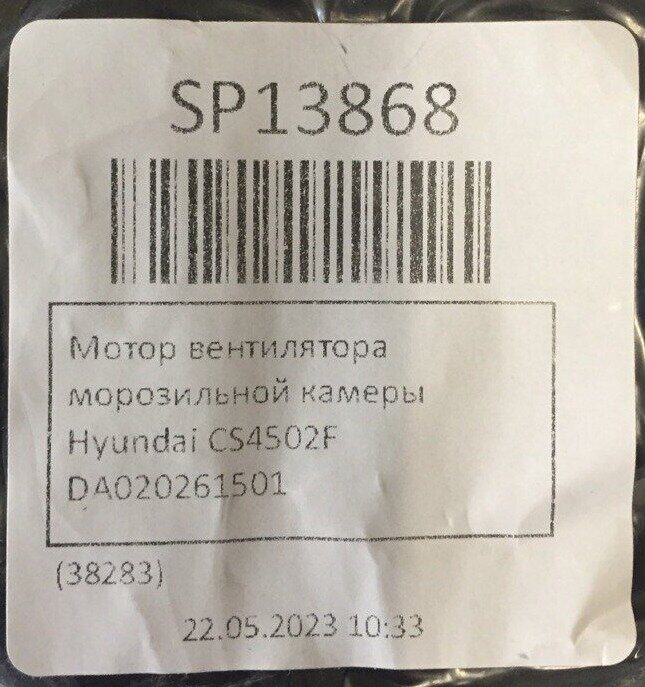 SP13868
Мотор вентилятора
морозильной камеры
Hyundai CS4502F
DA020261501
(38283)
22.05.2023 10:33